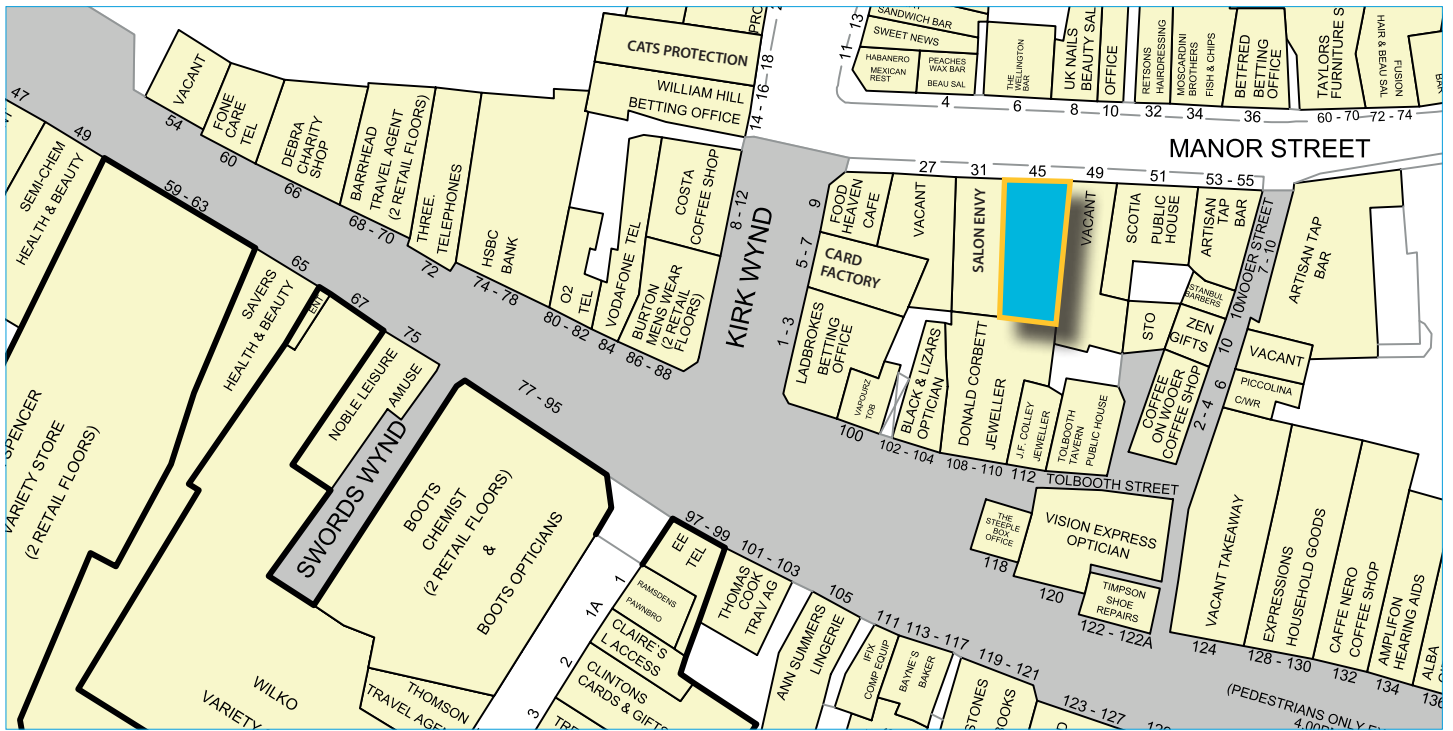 VACANT
54
FONE
CARE
TEL
60
DEBRA
CHARITY
SHOP
66
BARRHEAD
TRAVEL AGENT
(2 RETAIL FLOORS)
68 - 70
THREE.
TELEPHONES
72
HSBC
BANK
74 - 78
O2
TEL
80 - 82
VODAFONE TEL
84
BURTON
MENS WEAR
(2 RETAIL
FLOORS)
86 - 88
COSTA
COFFEE SHOP
8 - 12
CATS PROTECTION
WILLIAM HILL
BETTING OFFICE
14 - 16 - 18
KIRK WYND
11 - 13
SANDWICH BAR
SWEET NEWS
HABANERO
MEXICAN
REST
PEACHES
WAX BAR
BEAU SAL
4
THE
WELLINGTON
BAR
6
UK NAILS
BEAUTY SAL
8
OFFICE
10
RETSONS
HAIRDRESSING
32
MOSCARDINI
BROTHERS
FISH & CHIPS
34
BETFRED
BETTING
OFFICE
36
TAYLORS
FURNITURE S
60 - 70
HAIR & BEAU SAL
FUSION
72 - 74
BAR
MANOR STREET
9
FOOD
HEAVEN
CAFE
27
VACANT
31
SALON ENVY
45
49
VACANT
51
SCOTIA
PUBLIC
HOUSE
53 - 55
ARTISAN
TAP
BAR
WOOER STREET
7 - 10
ARTISAN TAP
BAR
5 - 7
CARD
FACTORY
1 - 3
LADBROKES
BETTING
OFFICE
VAPOURZ
TOB
100
BLACK & LIZARS
OPTICIAN
102 - 104
DONALD CORBETT
JEWELLER
108 - 110
J.F. COLLEY
JEWELLER
112
TOLBOOTH
TAVERN
PUBLIC HOUSE
STO
ISTANBUL
BARBERS
10
ZEN
GIFTS
10
COFFEE
ON WOOER
COFFEE SHOP
2 - 4
6
VACANT
PICCOLINA
C/WR
TOLBOOTH STREET
THE
STEEPLE
BOX
OFFICE
118
VISION EXPRESS
OPTICIAN
120
TIMPSON
SHOE
REPAIRS
122 - 122A
VACANT TAKEAWAY
124
EXPRESSIONS
HOUSEHOLD GOODS
128 - 130
CAFFE NERO
COFFEE SHOP
132
AMPLIFON
HEARING AIDS
134
ALBA
136
47
49
SEMI-CHEM
HEALTH & BEAUTY
59 - 63
SPENCER
VARIETY STORE
(2 RETAIL FLOORS)
65
SAVERS
HEALTH & BEAUTY
ENT
67
75
NOBLE LEISURE
AMUSE
SWORDS WYND
77 - 95
BOOTS
CHEMIST
(2 RETAIL FLOORS)
&
BOOTS OPTICIANS
WILKO
VARIETY
THOMSON
TRAVEL AGEN
97 - 99
EE
TEL
1
RAMSDENS
PAWNBRO
1A
CLAIRE'S
L ACCESS
2
CLINTONS
CARDS & GIFTS
3
101 - 103
THOMAS
COOK
TRAV AG
105
ANN SUMMERS
LINGERIE
111
IFIX
COMP EQUIP
113 - 117
BAYNE'S
BAKER
119 - 121
STONES
BOOKS
123 - 127
(PEDESTRIANS ONLY EX